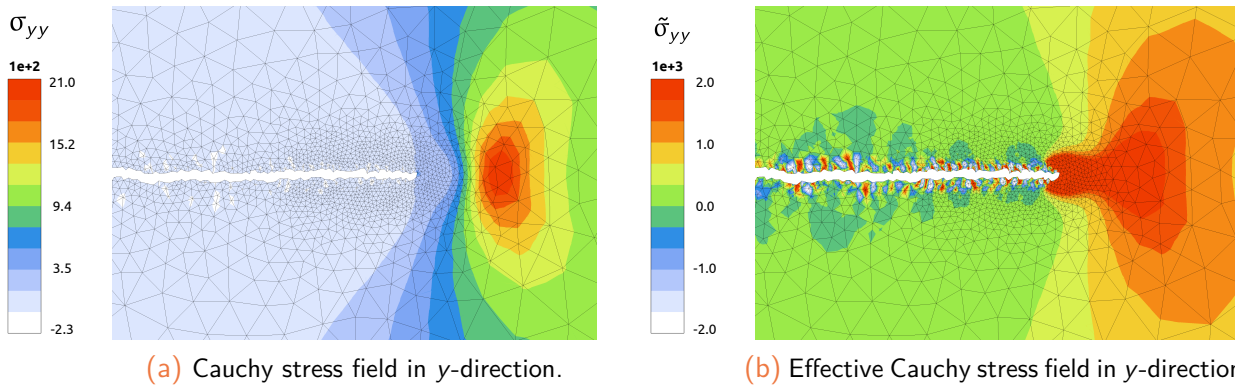 σyy
1e+2
21.0
15.2
9.4
3.5
-2.3
(a) Cauchy stress field in y-direction.
σ̃yy
1e+3
2.0
1.0
0.0
-1.0
-2.0
(b) Effective Cauchy stress field in y-direction